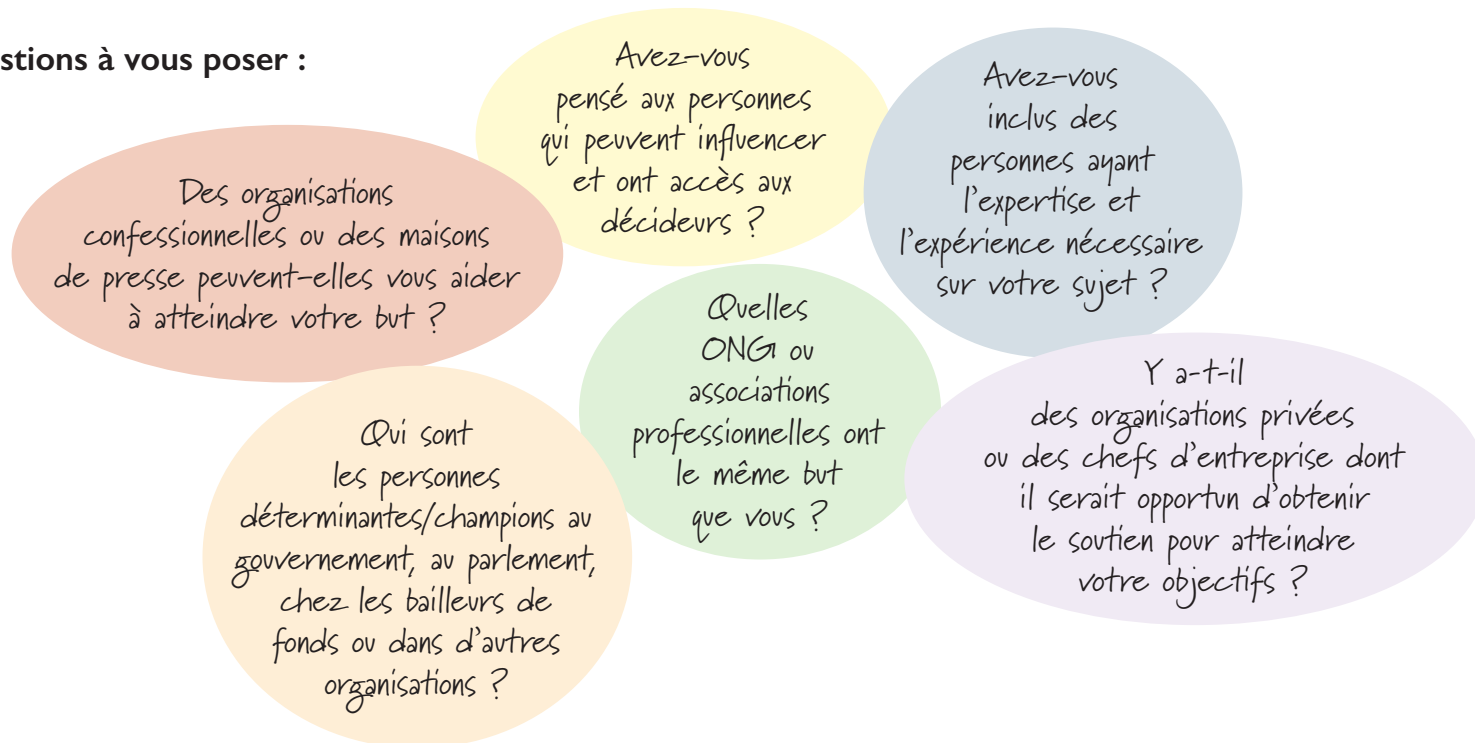 stions à vous poser :
Avez-vous
pensé aux personnes
qui peuvent influencer
et ont accès aux
décideurs ?
Avez-vous
inclus des
personnes ayant
l'expertise et
l'expérience nécessaire
sur votre sujet ?
Des organisations
confessionnelles ou des maisons
de presse peuvent-elles vous aider
à atteindre votre but ?
Quelles
ONG ou
associations
professionnelles ont
le même but
que vous ?
Y a-t-il
des organisations privées
ou des chefs d'entreprise dont
il serait opportun d'obtenir
le soutien pour atteindre
votre objectifs ?
Qui sont
les personnes
déterminantes/champions au
gouvernement, au parlement,
chez les bailleurs de
fonds ou dans d'autres
organisations ?